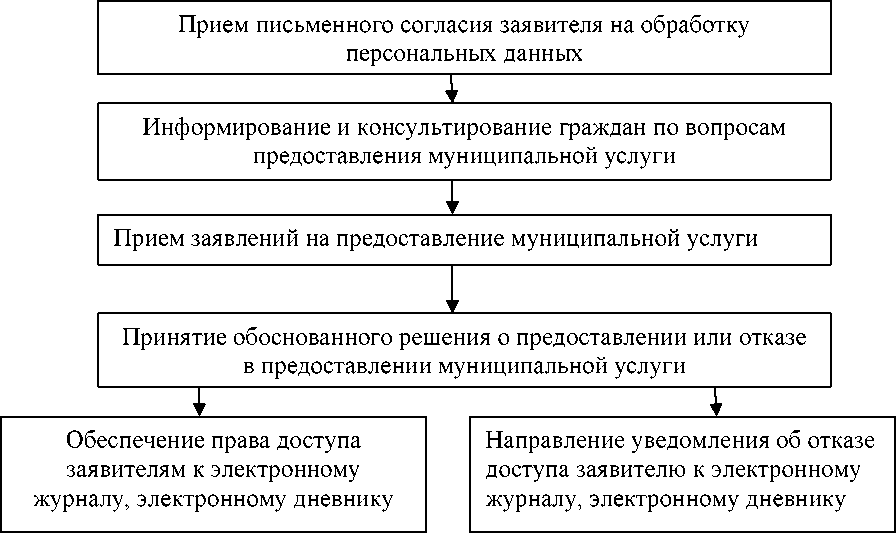 Прием письменного согласия заявителя на обработку
персональных данных
Информирование и консультирование граждан по вопросам
предоставления муниципальной услуги
Прием заявлений на предоставление муниципальной услуги
Принятие обоснованного решения о предоставлении или отказе
в предоставлении муниципальной услуги
Обеспечение права доступа
заявителям к электронному
журналу, электронному дневнику
Направление уведомления об отказе
доступа заявителю к электронному
журналу, электронному дневнику